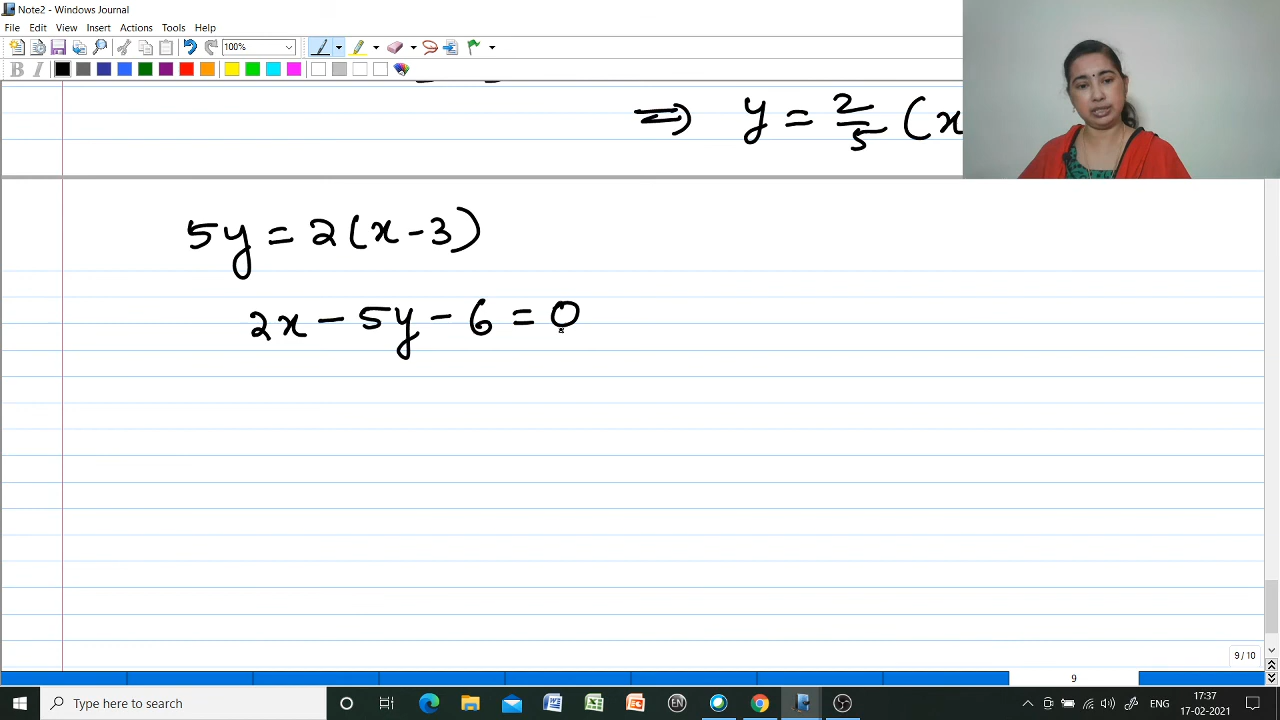 Note2 - Windows Journal
File Edit View Insert Actions Tools Help
100%
B I
⇒ y = 2/5 (x
5y = 2(x - 3)
2x - 5y - 6 = 0
9 / 10
9
Type here to search
EN
ENG
17:37
17-02-2021